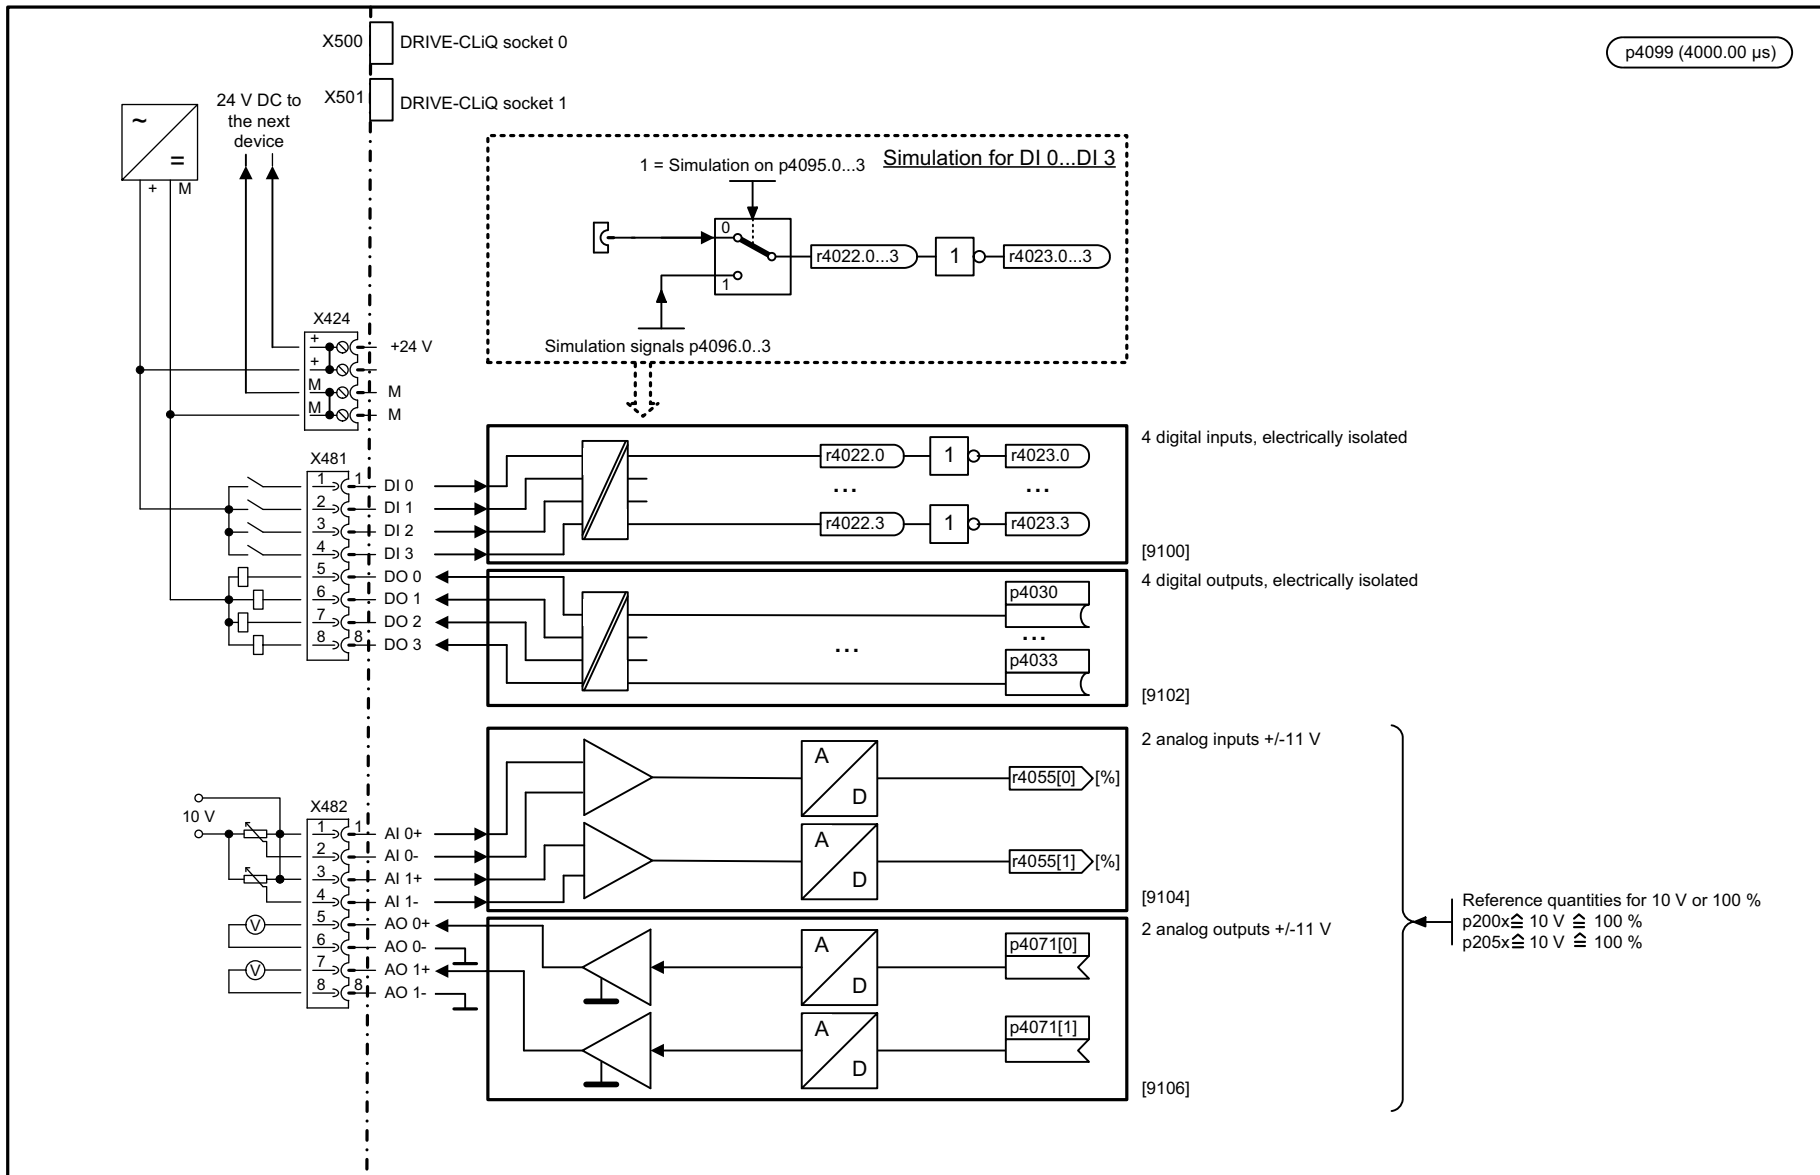 X500
DRIVE-CLiQ socket 0
p4099 (4000.00 µs)
X501
DRIVE-CLiQ socket 1
24 V DC to
the next
device
~
=
+
M
1 = Simulation on p4095.0...3
Simulation for DI 0...DI 3
0
1
r4022.0...3
1
r4023.0...3
Simulation signals p4096.0..3
X424
+
+24 V
+
M
M
M
M
X481
1
1
DI 0
2
DI 1
3
DI 2
4
DI 3
5
DO 0
6
DO 1
7
DO 2
8
8
DO 3
r4022.0
1
r4023.0
...
...
r4022.3
1
r4023.3
4 digital inputs, electrically isolated
[9100]
p4030
...
...
p4033
4 digital outputs, electrically isolated
[9102]
10 V
X482
1
1
AI 0+
2
AI 0-
3
AI 1+
4
AI 1-
V
5
AO 0+
6
AO 0-
V
7
AO 1+
8
8
AO 1-
A
D
r4055[0]
[%]
A
D
r4055[1]
[%]
2 analog inputs +/-11 V
[9104]
A
D
p4071[0]
A
D
p4071[1]
2 analog outputs +/-11 V
[9106]
Reference quantities for 10 V or 100 %
p200x≙ 10 V ≙ 100 %
p205x≙ 10 V ≙ 100 %